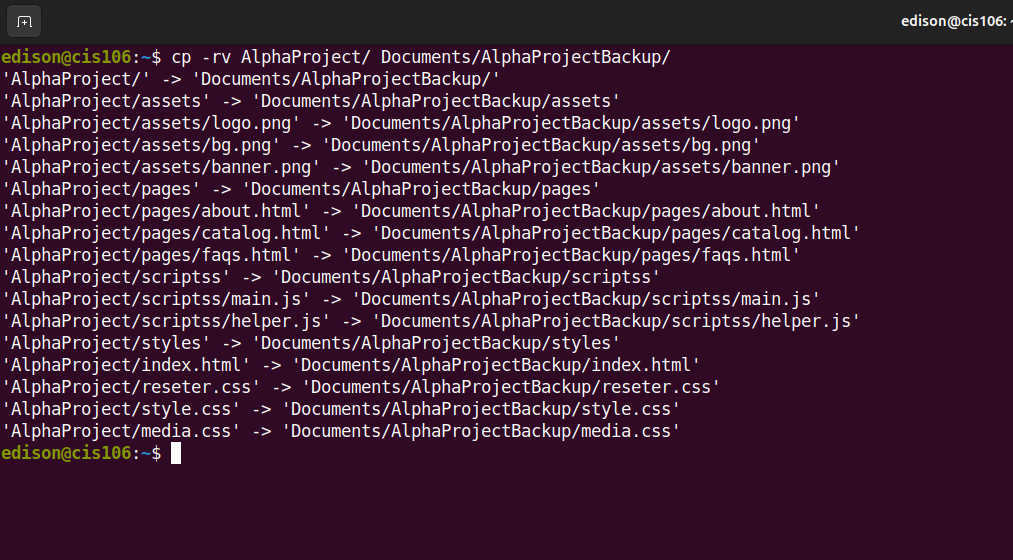 edison@cis106:
edison@cis106:~$ cp -rv AlphaProject/ Documents/AlphaProjectBackup/
'AlphaProject/' -> 'Documents/AlphaProjectBackup/'
'AlphaProject/assets' -> 'Documents/AlphaProjectBackup/assets'
'AlphaProject/assets/logo.png' -> 'Documents/AlphaProjectBackup/assets/logo.png'
'AlphaProject/assets/bg.png' -> 'Documents/AlphaProjectBackup/assets/bg.png'
'AlphaProject/assets/banner.png' -> 'Documents/AlphaProjectBackup/assets/banner.png'
'AlphaProject/pages' -> 'Documents/AlphaProjectBackup/pages'
'AlphaProject/pages/about.html' -> 'Documents/AlphaProjectBackup/pages/about.html'
'AlphaProject/pages/catalog.html' -> 'Documents/AlphaProjectBackup/pages/catalog.html'
'AlphaProject/pages/faqs.html' -> 'Documents/AlphaProjectBackup/pages/faqs.html'
'AlphaProject/scriptss' -> 'Documents/AlphaProjectBackup/scriptss'
'AlphaProject/scriptss/main.js' -> 'Documents/AlphaProjectBackup/scriptss/main.js'
'AlphaProject/scriptss/helper.js' -> 'Documents/AlphaProjectBackup/scriptss/helper.js'
'AlphaProject/styles' -> 'Documents/AlphaProjectBackup/styles'
'AlphaProject/index.html' -> 'Documents/AlphaProjectBackup/index.html'
'AlphaProject/reseter.css' -> 'Documents/AlphaProjectBackup/reseter.css'
'AlphaProject/style.css' -> 'Documents/AlphaProjectBackup/style.css'
'AlphaProject/media.css' -> 'Documents/AlphaProjectBackup/media.css'
edison@cis106:~$